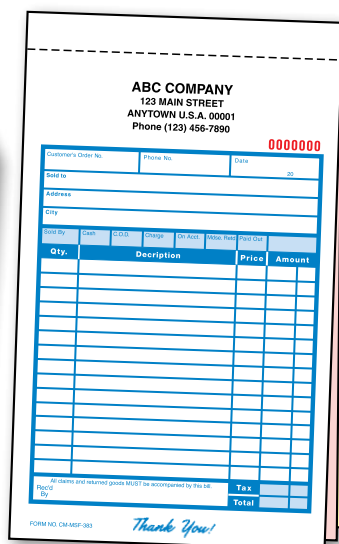 ABC COMPANY
123 MAIN STREET
ANYTOWN U.S.A. 00001
Phone (123) 456-7890
0000000
Customer's Order No. Phone No. Date 20
Sold to
Address
City
Sold By Cash C.O.D. Charge On Acct. Mdse. Retd Paid Out
Qty. Decription Price Amount
All claims and returned goods MUST be accompanied by this bill.
Rec'd
By
Tax
Total
FORM NO. CM-MSF-383
Thank You!